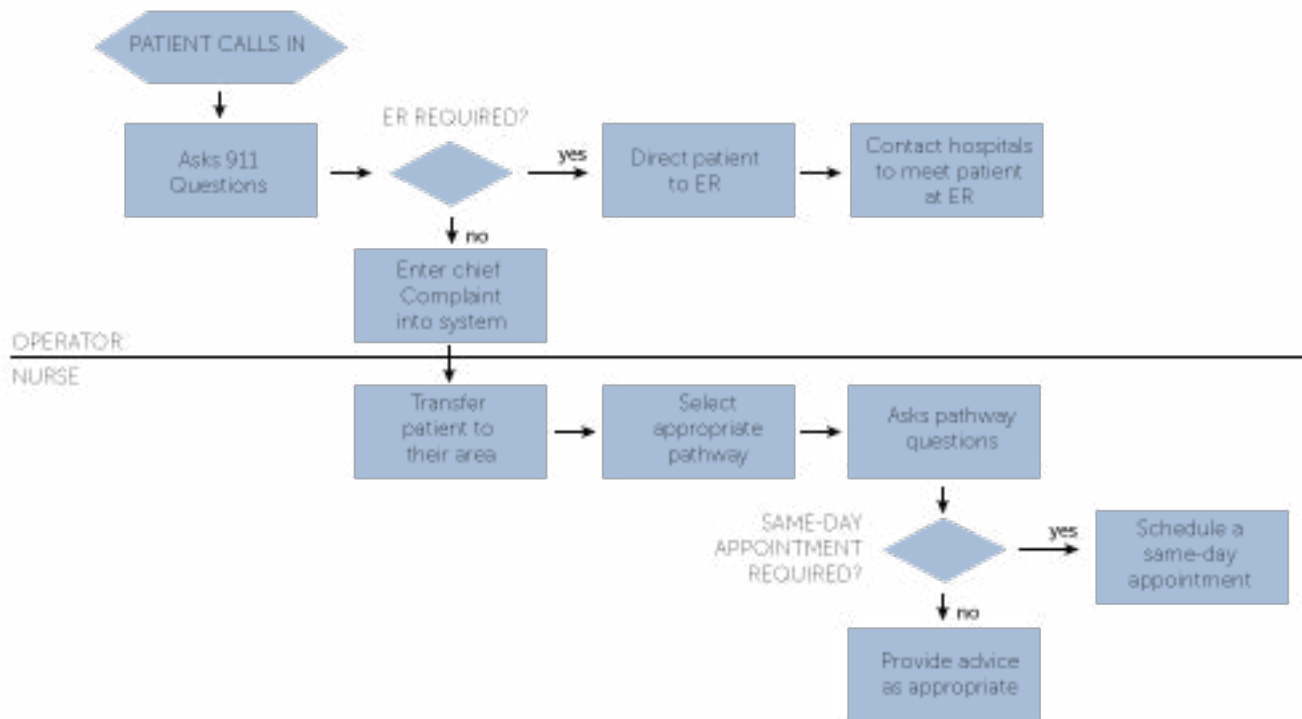 PATIENT CALLS IN
ER REQUIRED?
Asks 911
Questions
yes
Direct patient
to ER
Contact hospitals
to meet patient
at ER
no
Enter chief
Complaint
into system
OPERATOR
NURSE
Transfer
patient to
their area
Select
appropriate
pathway
Asks pathway
questions
SAME-DAY
APPOINTMENT
REQUIRED?
yes
Schedule a
same-day
appointment
no
Provide advice
as appropriate